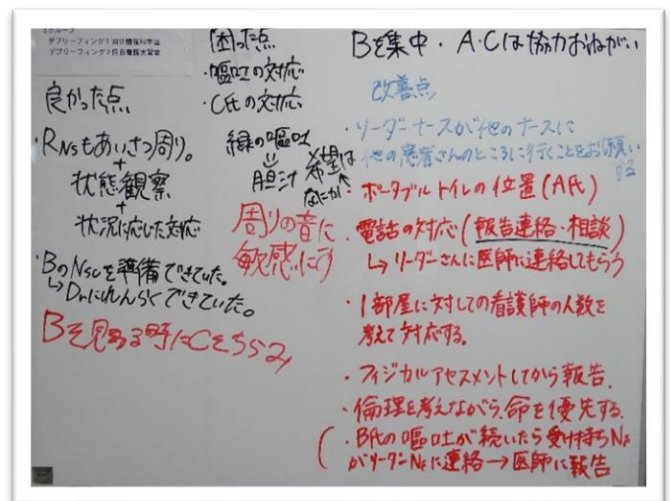 グループ
デブリーフィング1
デブリーフィング2
良かった点
・RNsもあいさつ周り。
+
状態観察
+
状況に応じた対応
・BのNscを準備できていた。
↳Drにれんらくできていた。
Bを見る時にCをちら見
困った点
・嘔吐の対応
・C氏の対応
緑の嘔吐
胆汁
希望は
なにか
周りの音に
敏感になり
Bを集中・A・Cは協力おねがい
改善点
・リーダーナースが他のナースに
他の患者さんのところに行くことをお願い
・ポータブルトイレの位置(A氏)
・電話の対応(報告連絡・相談)
↳リーダーさんに医師に連絡してもらう
・1部屋に対しての看護師の人数を
考えて対応する。
・フィジカルアセスメントしてから報告。
・倫理を考えながら、命を優先する。
・B氏の嘔吐が続いたら受け持ちNs
がリーダーNsに連絡→医師に報告